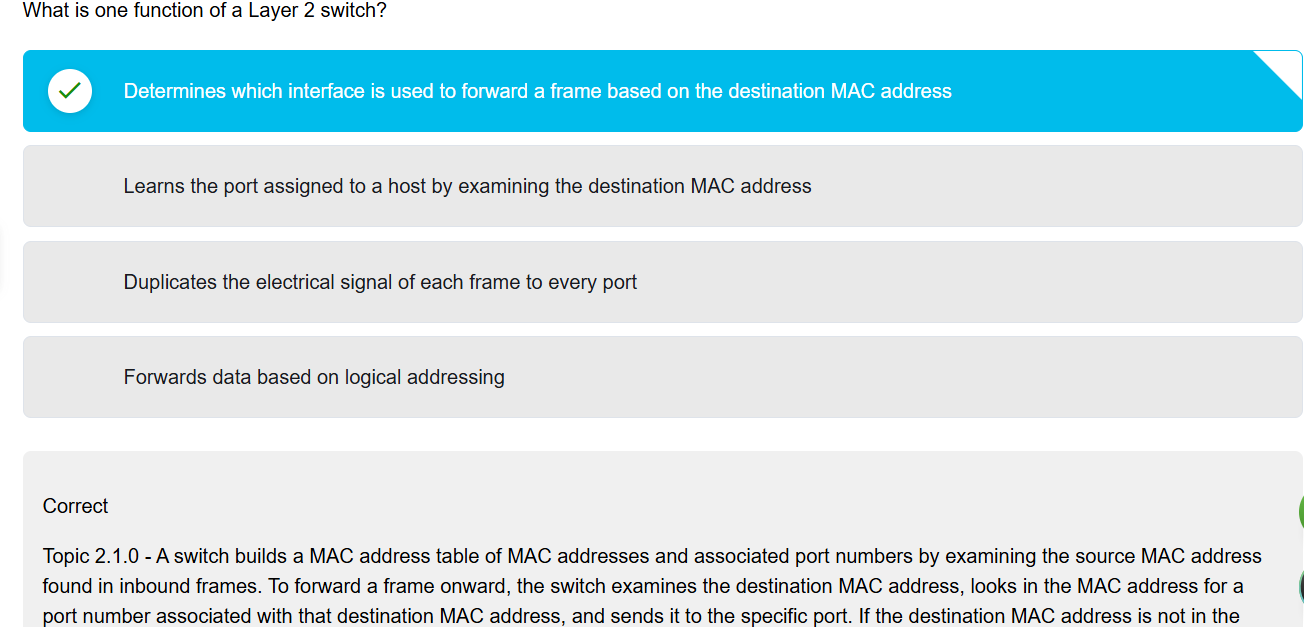 What is one function of a Layer 2 switch?
Determines which interface is used to forward a frame based on the destination MAC address
Learns the port assigned to a host by examining the destination MAC address
Duplicates the electrical signal of each frame to every port
Forwards data based on logical addressing
Correct
Topic 2.1.0 - A switch builds a MAC address table of MAC addresses and associated port numbers by examining the source MAC address
found in inbound frames. To forward a frame onward, the switch examines the destination MAC address, looks in the MAC address for a
port number associated with that destination MAC address, and sends it to the specific port. If the destination MAC address is not in the